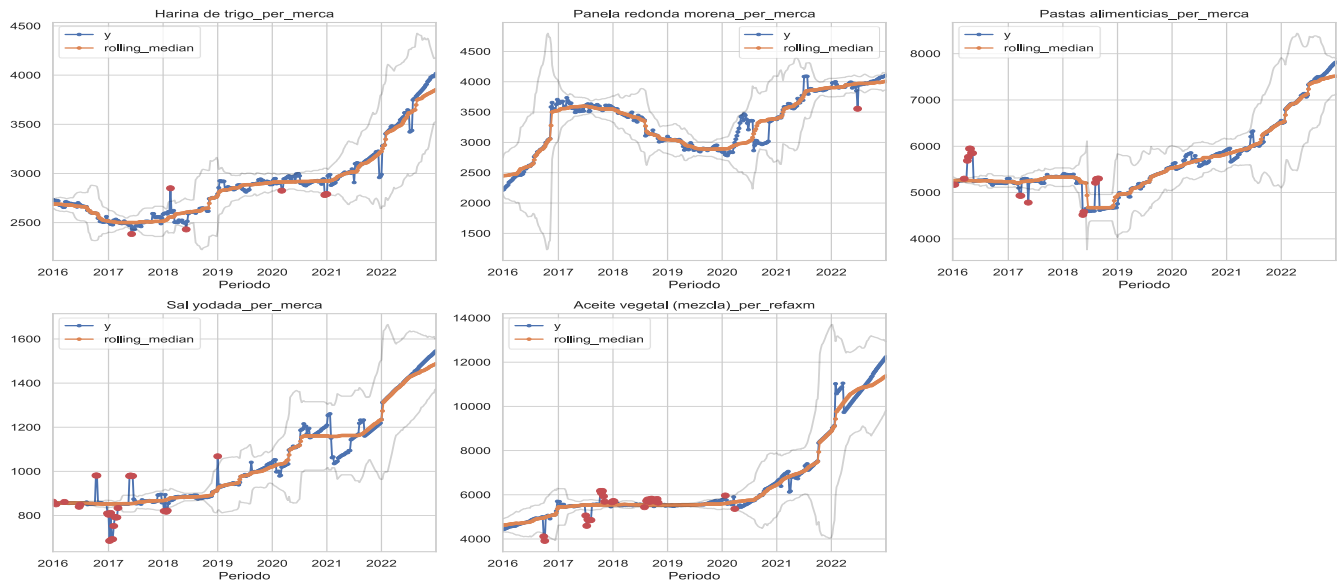 Harina de trigo_per_merca
y
rolling_median
4500
4000
3500
3000
2500
2016 2017 2018 2019 2020 2021 2022
Periodo
Panela redonda morena_per_merca
y
rolling_median
4500
4000
3500
3000
2500
2000
1500
2016 2017 2018 2019 2020 2021 2022
Periodo
Pastas alimenticias_per_merca
y
rolling_median
8000
7000
6000
5000
4000
2016 2017 2018 2019 2020 2021 2022
Periodo
Sal yodada_per_merca
y
rolling_median
1600
1400
1200
1000
800
2016 2017 2018 2019 2020 2021 2022
Periodo
Aceite vegetal (mezcla)_per_refaxm
y
rolling_median
14000
12000
10000
8000
6000
4000
2016 2017 2018 2019 2020 2021 2022
Periodo